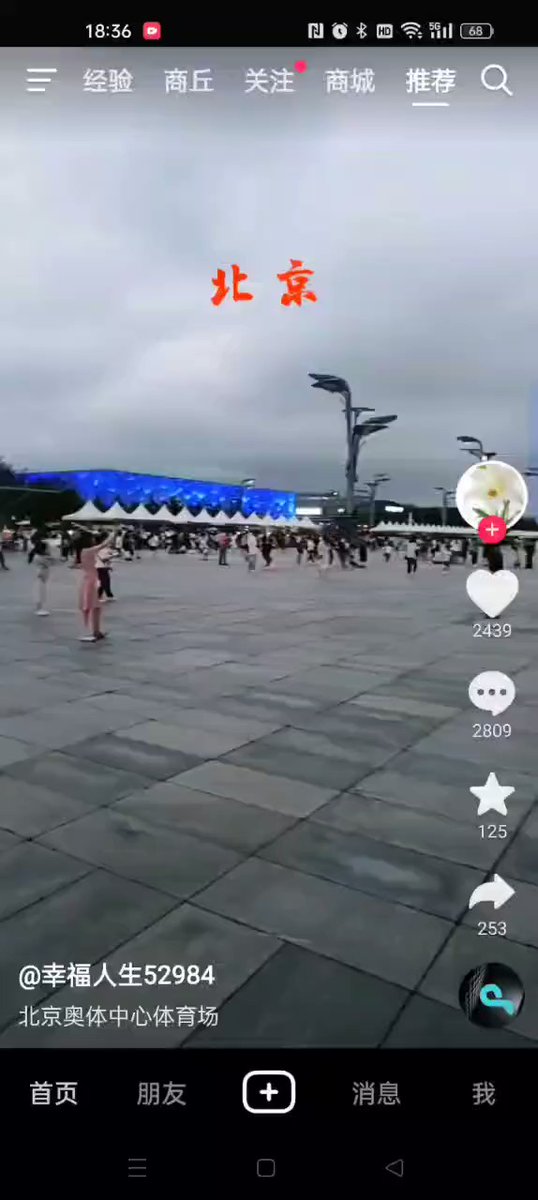 18:36
HD 5G 68
经验 商丘 关注 商城 推荐
北京
2439
2809
125
253
@幸福人生52984
北京奥体中心体育场
首页 朋友 消息 我